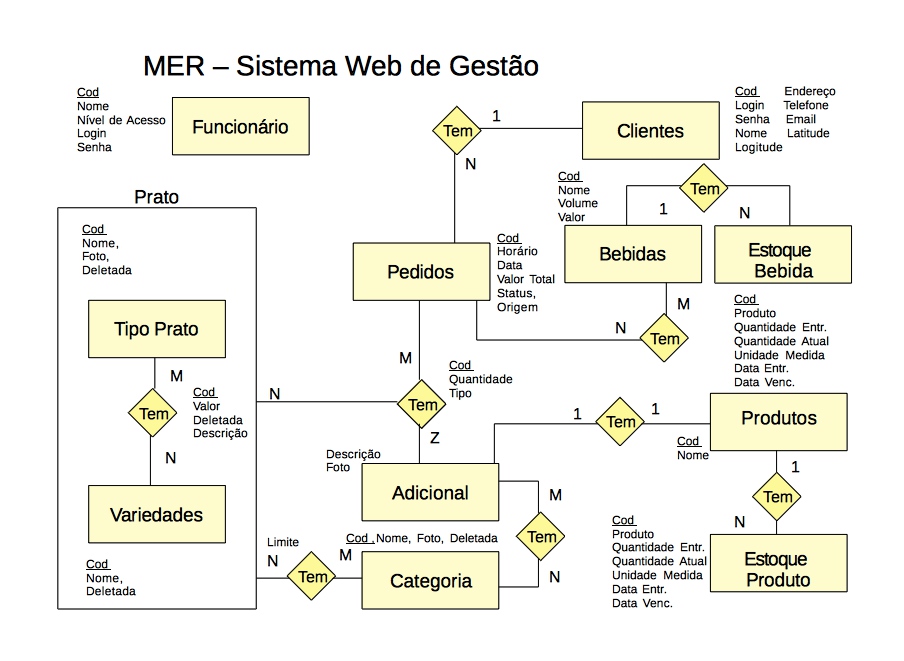 MER – Sistema Web de Gestão
Cod
Nome
Nível de Acesso
Login
Senha
Funcionário
Tem
1
N
Clientes
Cod Endereço
Login Telefone
Senha Email
Nome Latitude
Logitude
Tem
1
N
Cod
Nome
Volume
Valor
Bebidas
Estoque
Bebida
Prato
Cod
Nome,
Foto,
Deletada
Pedidos
Cod
Horário
Data
Valor Total
Status,
Origem
M
N
Tem
Cod
Produto
Quantidade Entr.
Quantidade Atual
Unidade Medida
Data Entr.
Data Venc.
Tipo Prato
M
Tem
N
Cod
Valor
Deletada
Descrição
Variedades
Cod
Nome,
Deletada
N
M
Tem
Z
Cod
Quantidade
Tipo
1
Tem
1
Produtos
Cod
Nome
Descrição
Foto
Adicional
M
Tem
N
1
Tem
N
Cod
Produto
Quantidade Entr.
Quantidade Atual
Unidade Medida
Data Entr.
Data Venc.
Estoque
Produto
Limite
N
Tem
M
Cod ,Nome, Foto, Deletada
Categoria